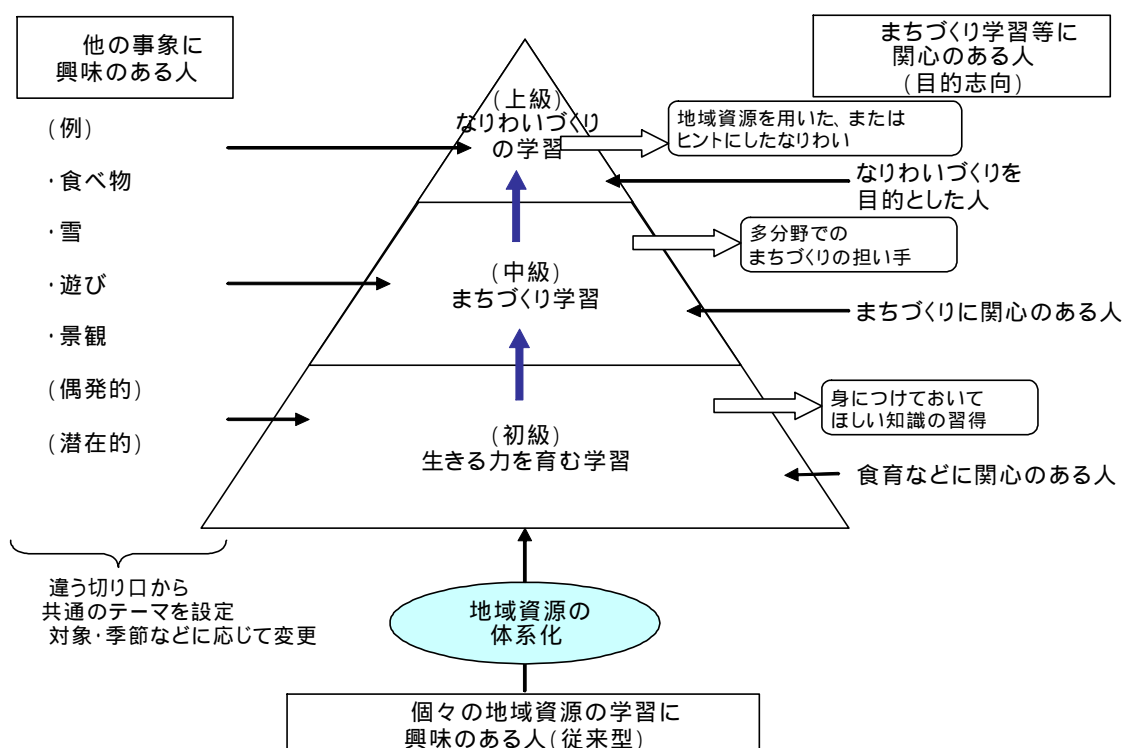 他の事象に
興味のある人
(例)
・食べ物
・雪
・遊び
・景観
(偶発的)
(潜在的)
違う切り口から
共通のテーマを設定
対象・季節などに応じて変更
(上級)
なりわいづくり
の学習
(中級)
まちづくり学習
(初級)
生きる力を育む学習
地域資源の
体系化
個々の地域資源の学習に
興味のある人(従来型)
まちづくり学習等に
関心のある人
(目的志向)
地域資源を用いた、または
ヒントにしたなりわい
なりわいづくりを
目的とした人
多分野での
まちづくりの担い手
まちづくりに関心のある人
身につけておいて
ほしい知識の習得
食育などに関心のある人